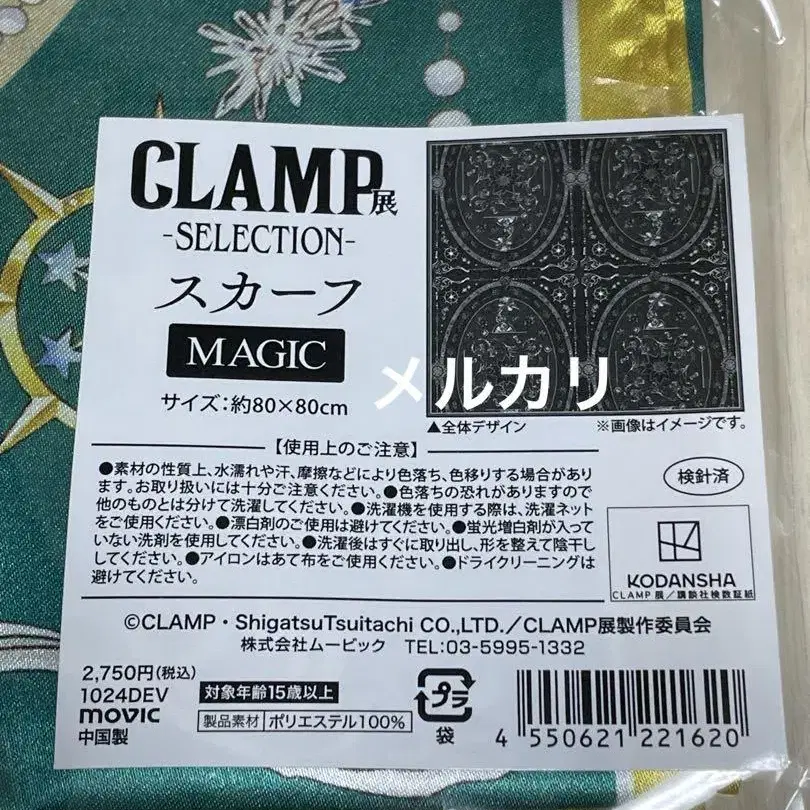 CLAMP展
-SELECTION-
スカーフ
MAGIC
サイズ:約80×80cm
メルカリ
▲全体デザイン ※画像はイメージです。
【使用上のご注意】
●素材の性質上、水濡れや汗、摩擦などにより色落ち、色移りする場合があり
ます。お取り扱いには十分ご注意ください。●色落ちの恐れがありますので
他のものとは分けて洗濯してください。●洗濯機を使用する際は、洗濯ネット
をご使用ください。●漂白剤のご使用は避けてください。●蛍光増白剤が入って
いない洗剤を使用してください。●洗濯後はすぐに取り出し、形を整えて陰干し
してください。●アイロンはあて布をご使用ください。●ドライクリーニングは
避けてください。
検針済
KODANSHA
CLAMP展/講談社検数証紙
©CLAMP・ShigatsuTsuitachi CO.,LTD./CLAMP展製作委員会
株式会社ムービック TEL:03-5995-1332
2,750円(税込)
1024DEV
movic
中国製
対象年齢15歳以上
製品素材 ポリエステル100%
プラ
袋
4 550621 221620